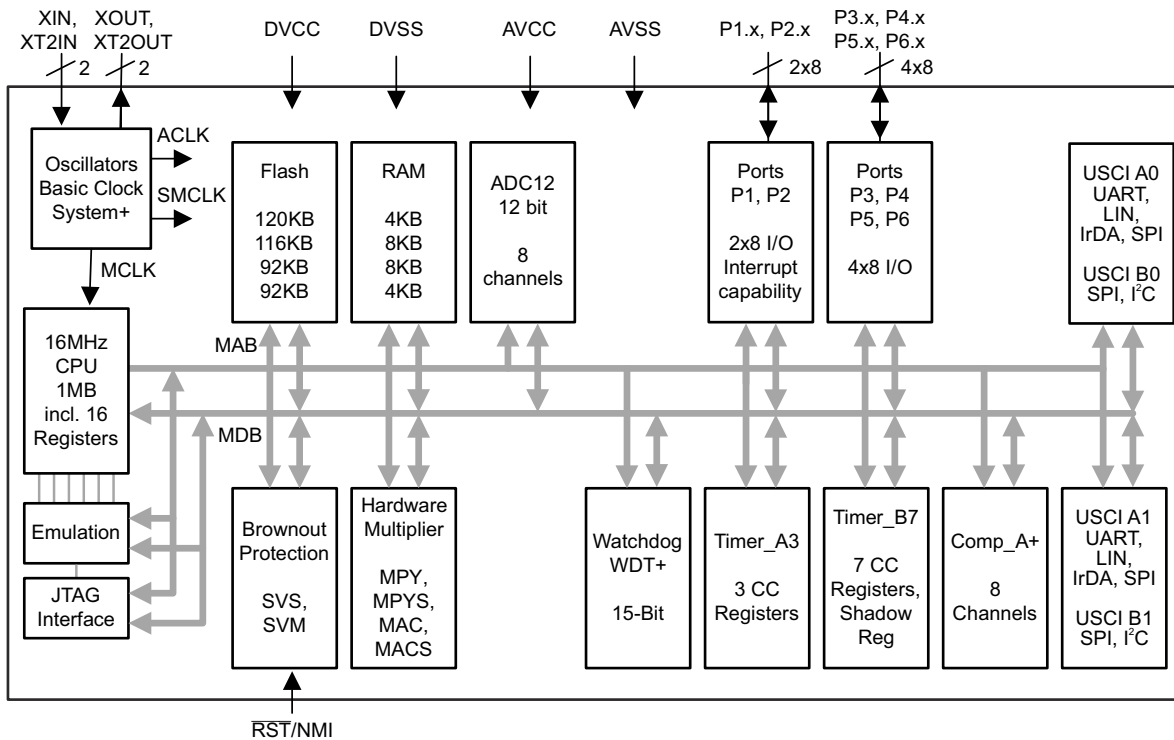 XIN,
XT2IN
XOUT,
XT2OUT
DVCC
DVSS
AVCC
AVSS
P1.x, P2.x
P3.x, P4.x
P5.x, P6.x
2
2
2x8
4x8
Oscillators
Basic Clock
System+
ACLK
SMCLK
MCLK
Flash
120KB
116KB
92KB
92KB
RAM
4KB
8KB
8KB
4KB
ADC12
12 bit
8
channels
Ports
P1, P2
2x8 I/O
Interrupt
capability
Ports
P3, P4
P5, P6
4x8 I/O
USCI A0
UART,
LIN,
IrDA, SPI
USCI B0
SPI, I²C
16MHz
CPU
1MB
incl. 16
Registers
MAB
MDB
Emulation
JTAG
Interface
Brownout
Protection
SVS,
SVM
Hardware
Multiplier
MPY,
MPYS,
MAC,
MACS
Watchdog
WDT+
15-Bit
Timer_A3
3 CC
Registers
Timer_B7
7 CC
Registers,
Shadow
Reg
Comp_A+
8
Channels
USCI A1
UART,
LIN,
IrDA, SPI
USCI B1
SPI, I²C
R̅S̅T̅/NMI